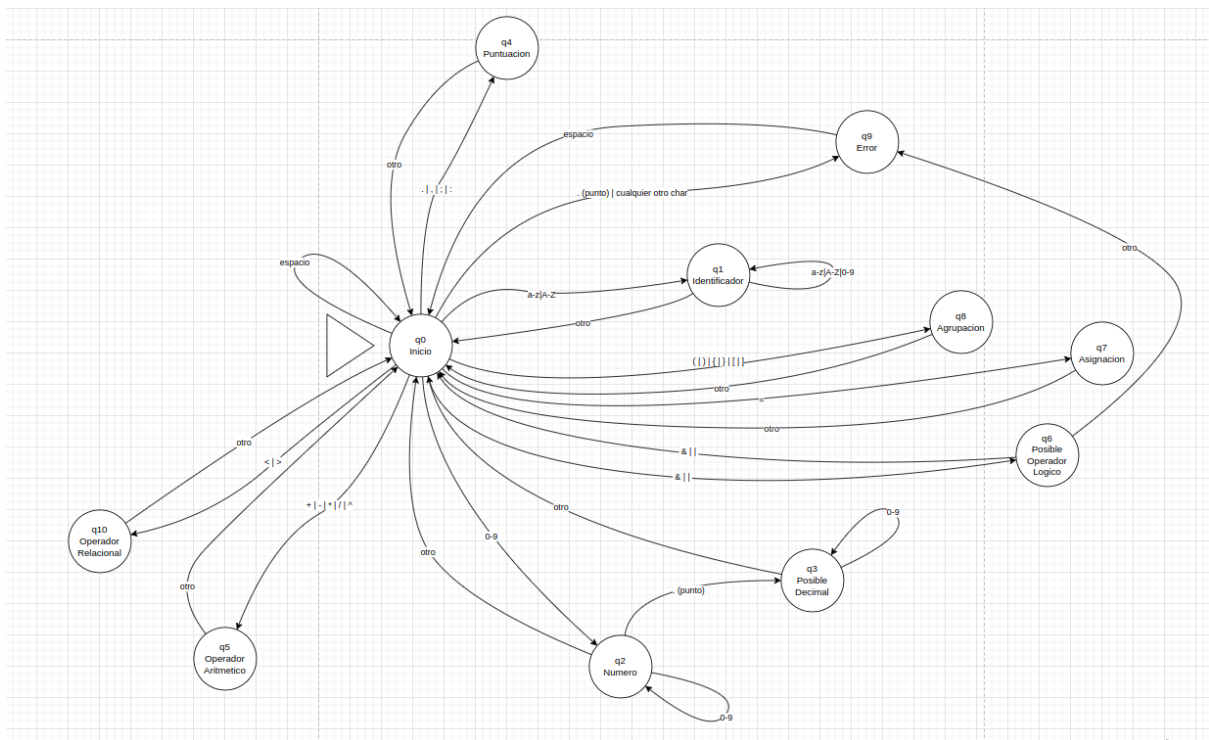 q4
Puntuacion
q9
Error
espacio
otro
. | , | ; | :
. (punto) | cualquier otro char
otro
espacio
q1
Identificador
a-z|A-Z|0-9
a-z|A-Z
otro
q8
Agrupacion
q0
Inicio
q7
Asignacion
( | ) | { | } | [ | ]
otro
=
otro
otro
< | >
& | |
q6
Posible
Operador
Logico
& | |
+ | - | * | / | ^
otro
0-9
0-9
q10
Operador
Relacional
otro
q3
Posible
Decimal
otro
. (punto)
q5
Operador
Aritmetico
q2
Numero
0-9